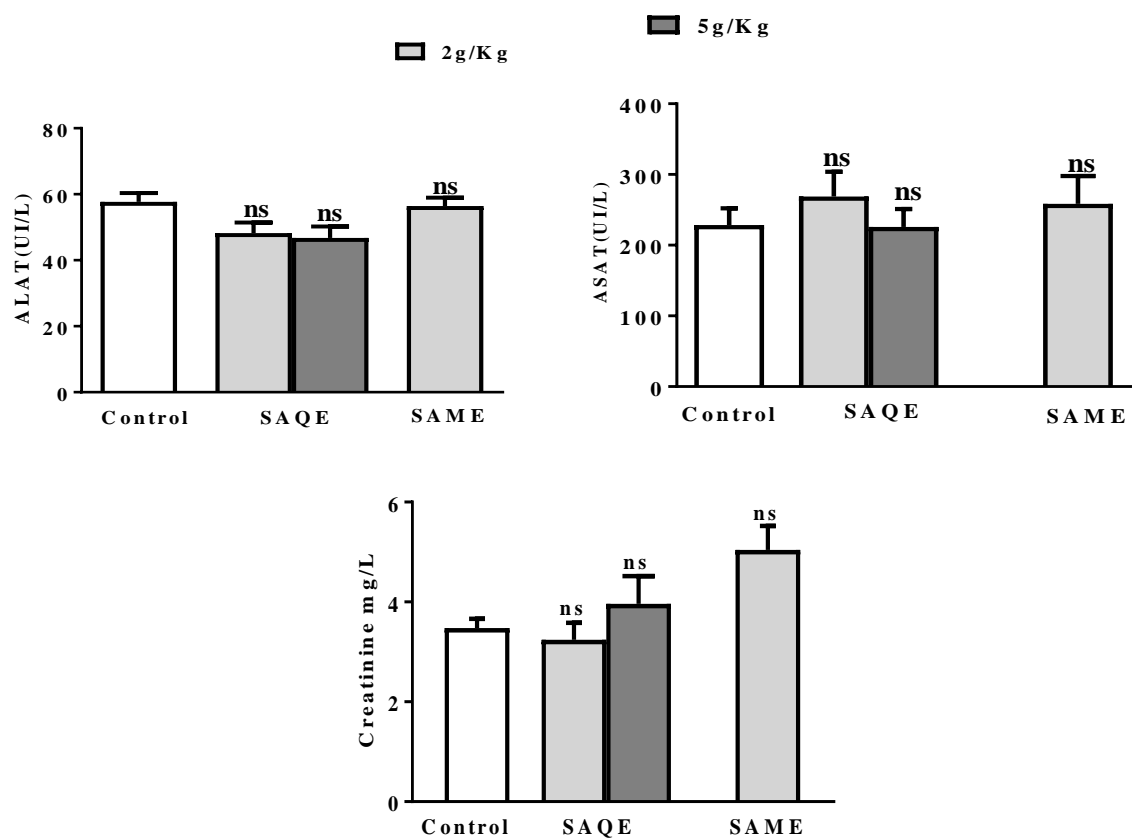 5g/Kg
2g/Kg
ALAT(UI/L)
80
60
40
20
0
ns
ns
ns
Control SAQE SAME
ASAT(UI/L)
400
300
200
100
0
ns
ns
ns
Control SAQE SAME
Creatinine mg/L
6
4
2
0
ns
ns
ns
Control SAQE SAME